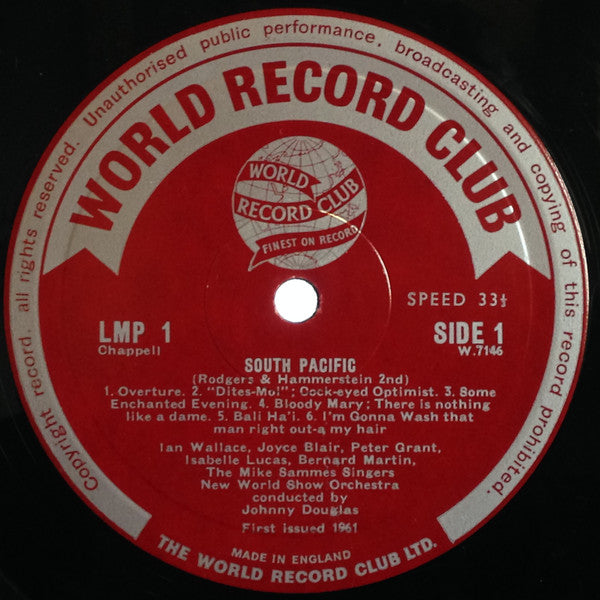 Copyright record. all rights reserved. Unauthorised public performance, broadcasting and copying of this record prohibited.
WORLD RECORD CLUB
WORLD
RECORD CLUB
FINEST ON RECORD
SPEED 33⅓
LMP 1
Chappell
SIDE 1
W.7146
SOUTH PACIFIC
(Rodgers & Hammerstein 2nd)
1. Overture. 2. "Dites-Moi"; Cock-eyed Optimist. 3. Some
Enchanted Evening. 4. Bloody Mary; There is nothing
like a dame. 5. Bali Ha'i. 6. I'm Gonna Wash that
man right out-a my hair
Ian Wallace, Joyce Blair, Peter Grant,
Isabelle Lucas, Bernard Martin,
The Mike Sammes Singers
New World Show Orchestra
conducted by
Johnny Douglas
First issued 1961
MADE IN ENGLAND
THE WORLD RECORD CLUB LTD.